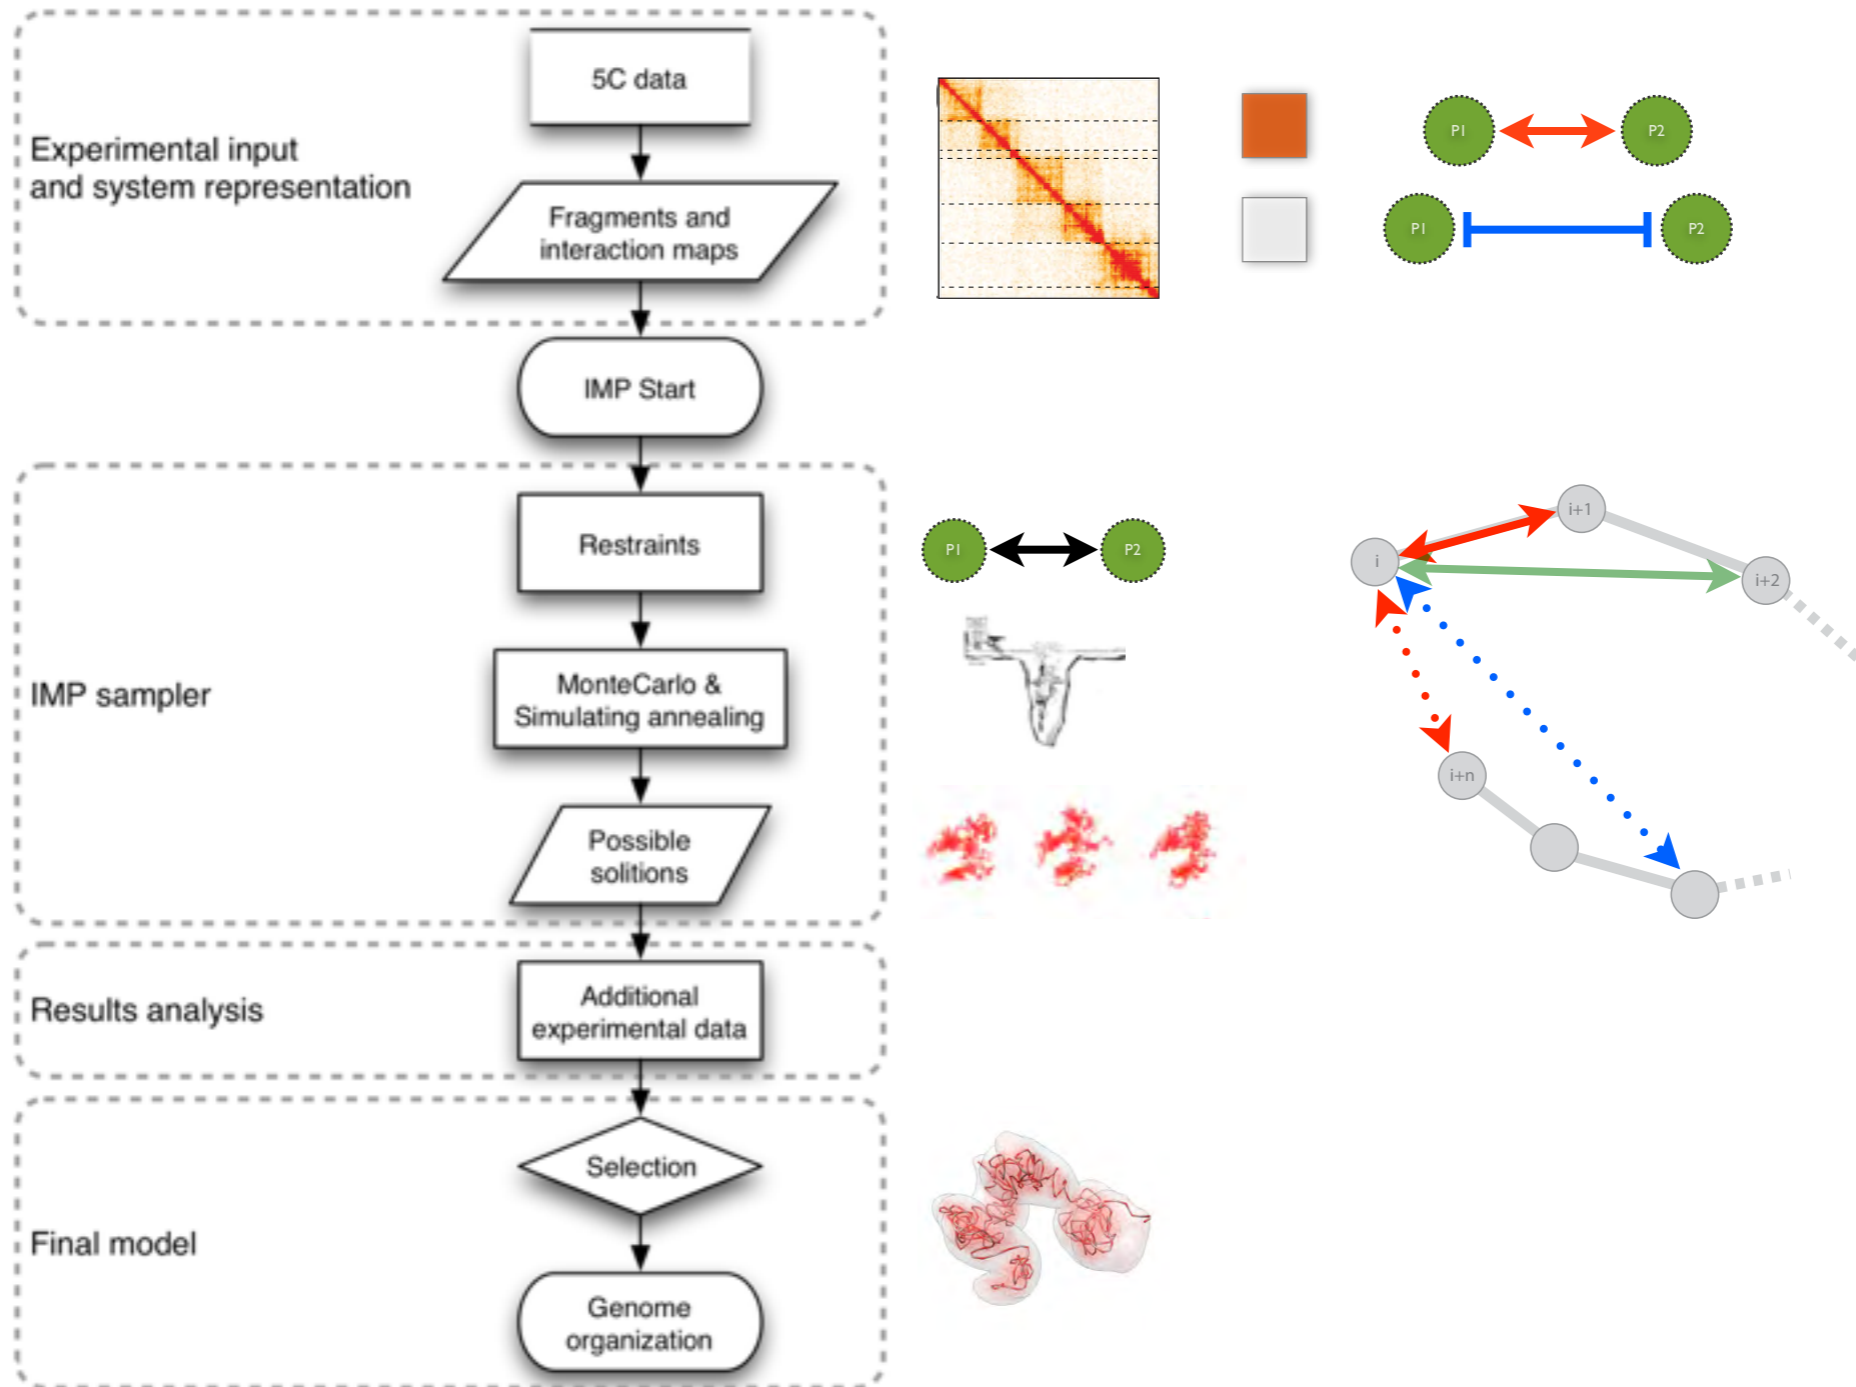 5C data
Experimental input
and system representation
Fragments and
interaction maps
P1
P2
P1
P2
IMP Start
IMP sampler
Restraints
MonteCarlo &
Simulating annealing
Possible
solitions
P1
P2
i
i+1
i+2
i+n
Results analysis
Additional
experimental data
Final model
Selection
Genome
organization